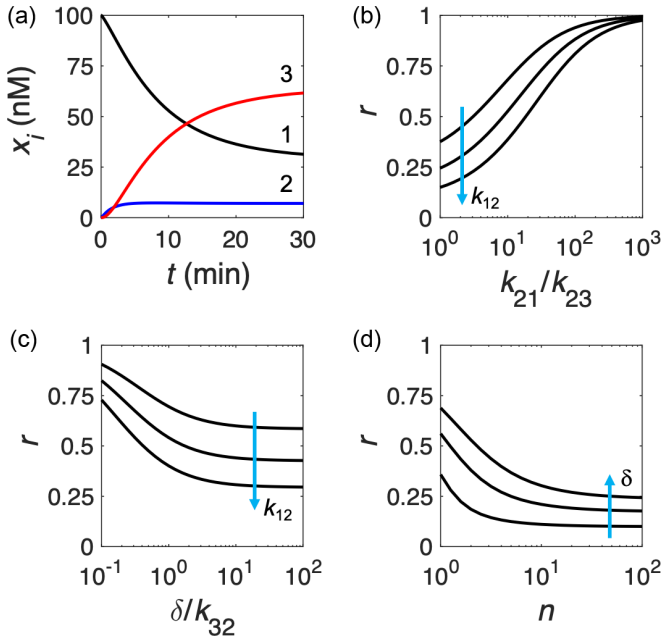 (a)
100
75
50
25
0
x_i (nM)
3
1
2
0 10 20 30
t (min)
(b)
1
0.75
0.5
0.25
0
r
k_12
10^0 10^1 10^2 10^3
k_21/k_23
(c)
1
0.75
0.5
0.25
0
r
k_12
10^-1 10^0 10^1 10^2
δ/k_32
(d)
1
0.75
0.5
0.25
0
r
δ
10^0 10^1 10^2
n